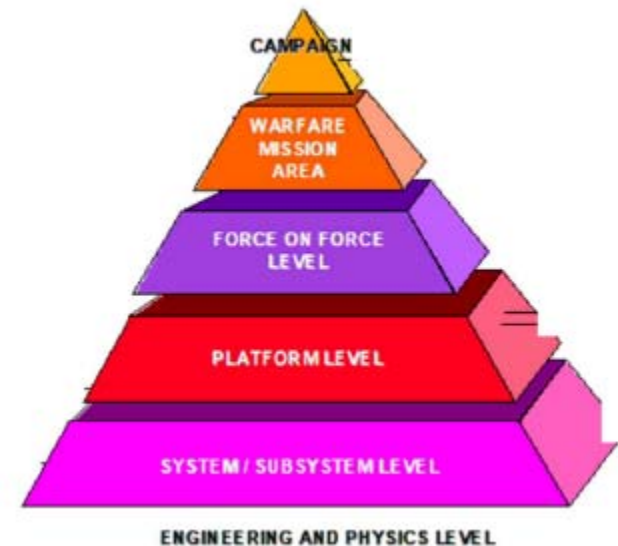 CAMPAIGN
WARFARE
MISSION
AREA
FORCE ON FORCE
LEVEL
PLATFORM LEVEL
SYSTEM / SUBSYSTEM LEVEL
ENGINEERING AND PHYSICS LEVEL